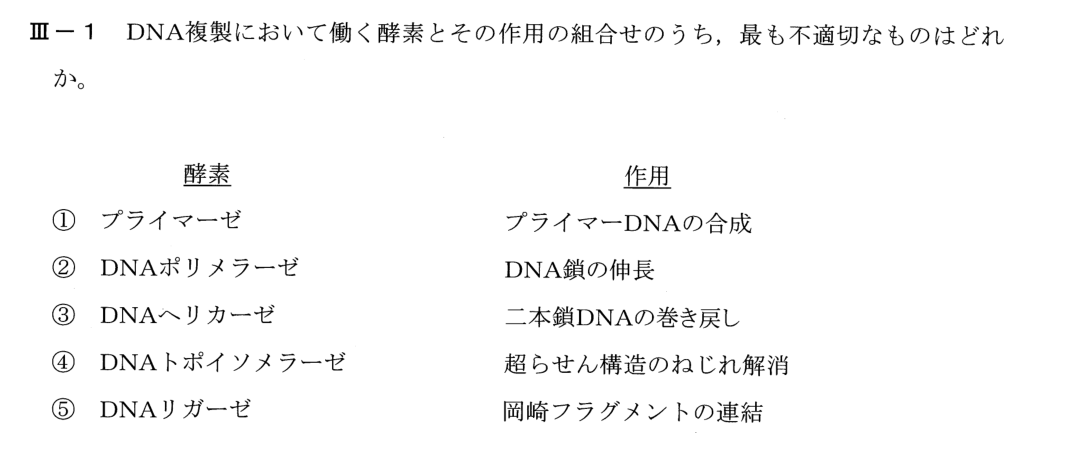 Ⅲ－１　DNA複製において働く酵素とその作用の組合せのうち，最も不適切なものはどれ
か。
酵素　作用
①　プライマーゼ　プライマーDNAの合成
②　DNAポリメラーゼ　DNA鎖の伸長
③　DNAヘリカーゼ　二本鎖DNAの巻き戻し
④　DNAトポイソメラーゼ　超らせん構造のねじれ解消
⑤　DNAリガーゼ　岡崎フラグメントの連結